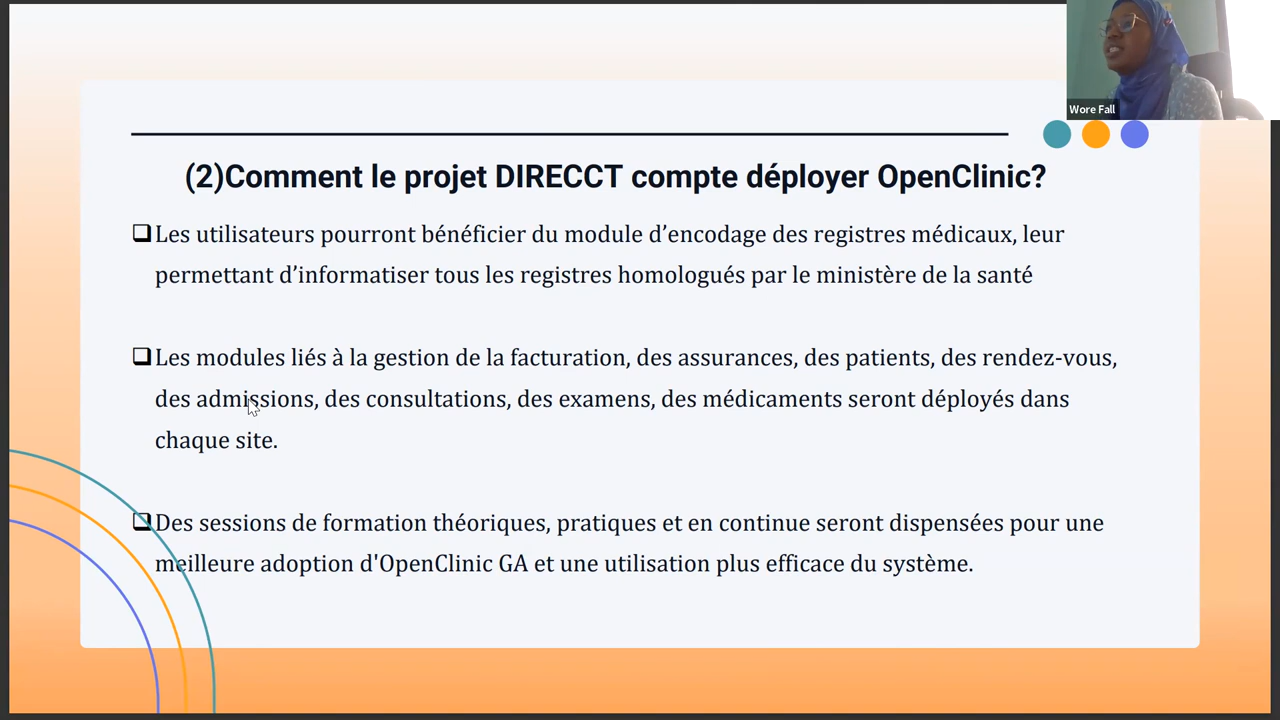 Wore Fall
(2)Comment le projet DIRECCT compte déployer OpenClinic?
❑Les utilisateurs pourront bénéficier du module d’encodage des registres médicaux, leur
permettant d’informatiser tous les registres homologués par le ministère de la santé
❑Les modules liés à la gestion de la facturation, des assurances, des patients, des rendez-vous,
des admissions, des consultations, des examens, des médicaments seront déployés dans
chaque site.
❑Des sessions de formation théoriques, pratiques et en continue seront dispensées pour une
meilleure adoption d'OpenClinic GA et une utilisation plus efficace du système.